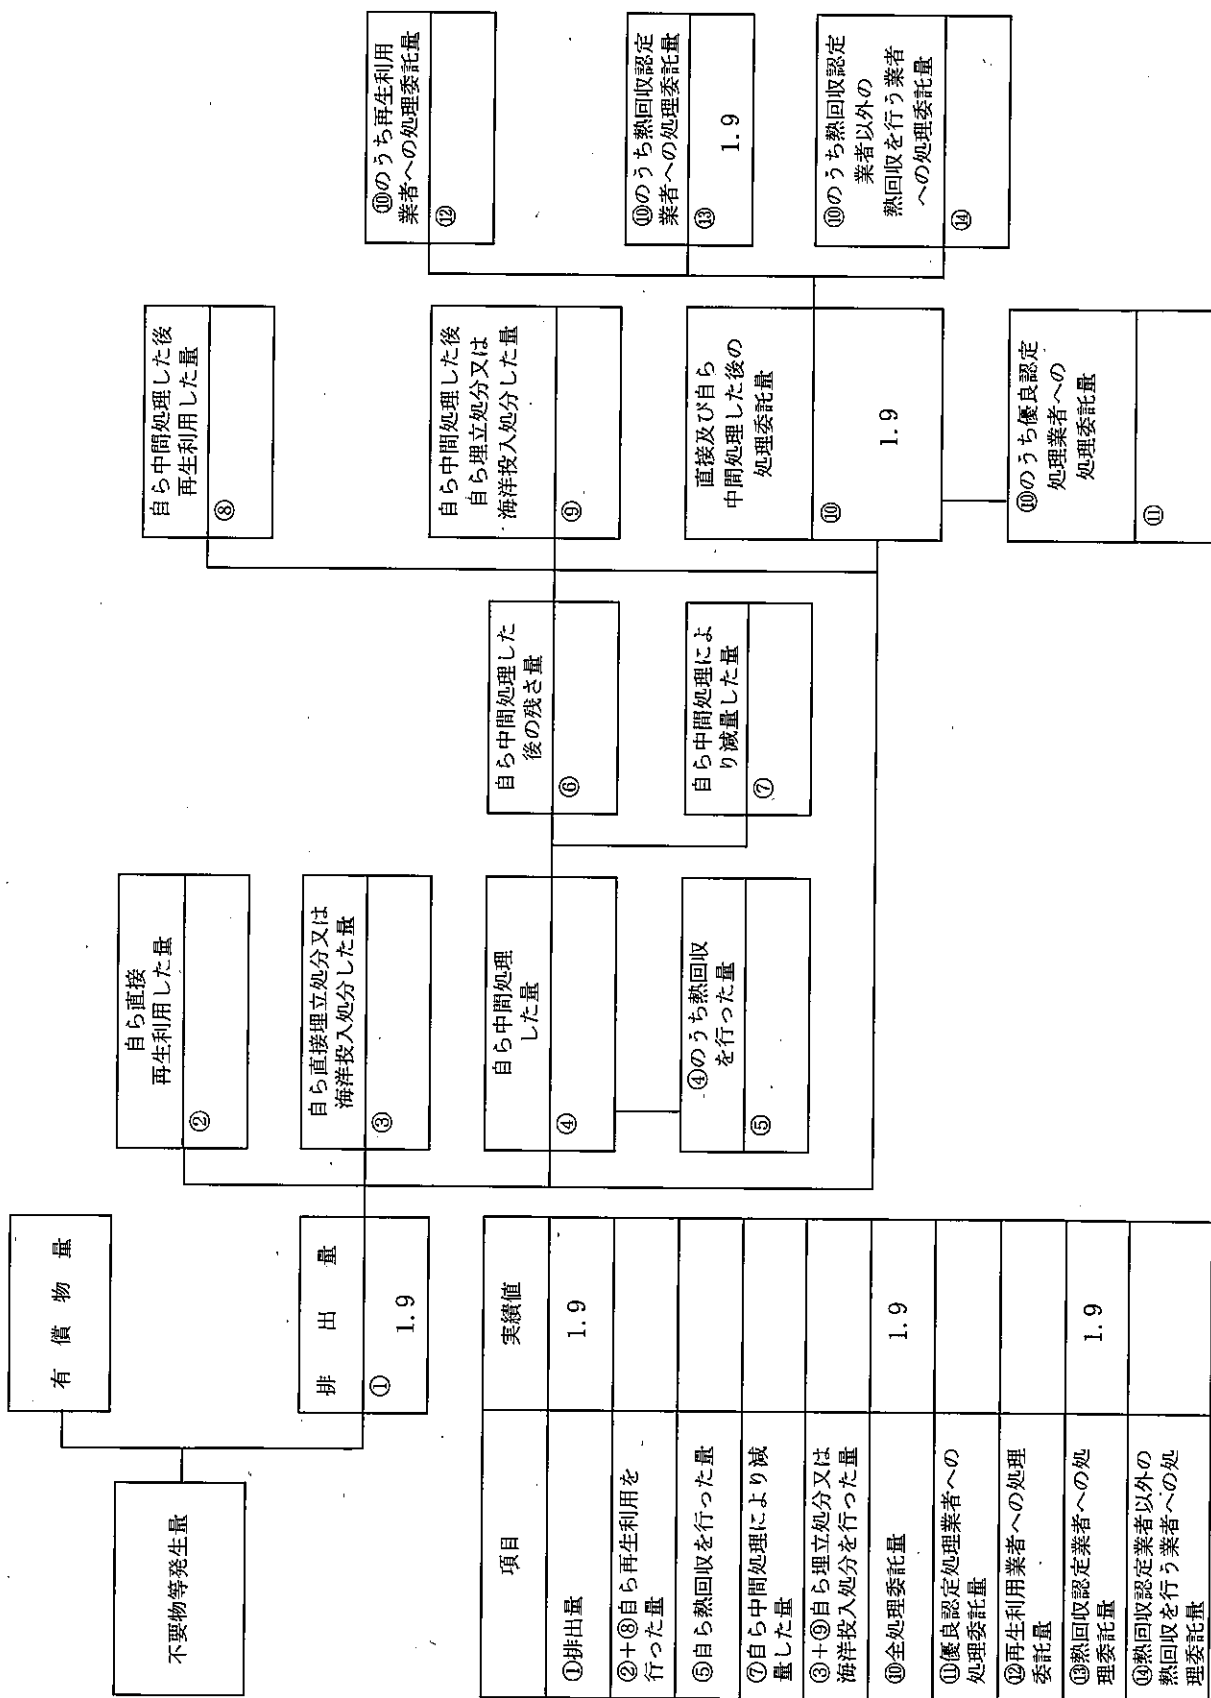 不要物等発生量
有償物量
排出量
① 1.9
自ら直接
再生利用した量
②
自ら直接埋立処分又は
海洋投入処分した量
③
自ら中間処理
した量
④
④のうち熱回収
を行った量
⑤
自ら中間処理した
後の残さ量
⑥
自ら中間処理によ
り減量した量
⑦
自ら中間処理した後
再生利用した量
⑧
自ら中間処理した後
自ら埋立処分又は
海洋投入処分した量
⑨
直接及び自ら
中間処理した後の
処理委託量
⑩ 1.9
⑩のうち優良認定
処理業者への
処理委託量
⑪
⑩のうち再生利用
業者への処理委託量
⑫
⑩のうち熱回収認定
業者への処理委託量
⑬ 1.9
⑩のうち熱回収認定
業者以外の
熱回収を行う業者
への処理委託量
⑭
項目 実績値
①排出量 1.9
②+⑧自ら再生利用を
行った量
⑤自ら熱回収を行った量
⑦自ら中間処理により減
量した量
③+⑨自ら埋立処分又は
海洋投入処分を行った量
⑩全処理委託量 1.9
⑪優良認定処理業者への
処理委託量
⑫再生利用業者への処理
委託量
⑬熱回収認定業者への処
理委託量 1.9
⑭熱回収認定業者以外の
熱回収を行う業者への処
理委託量